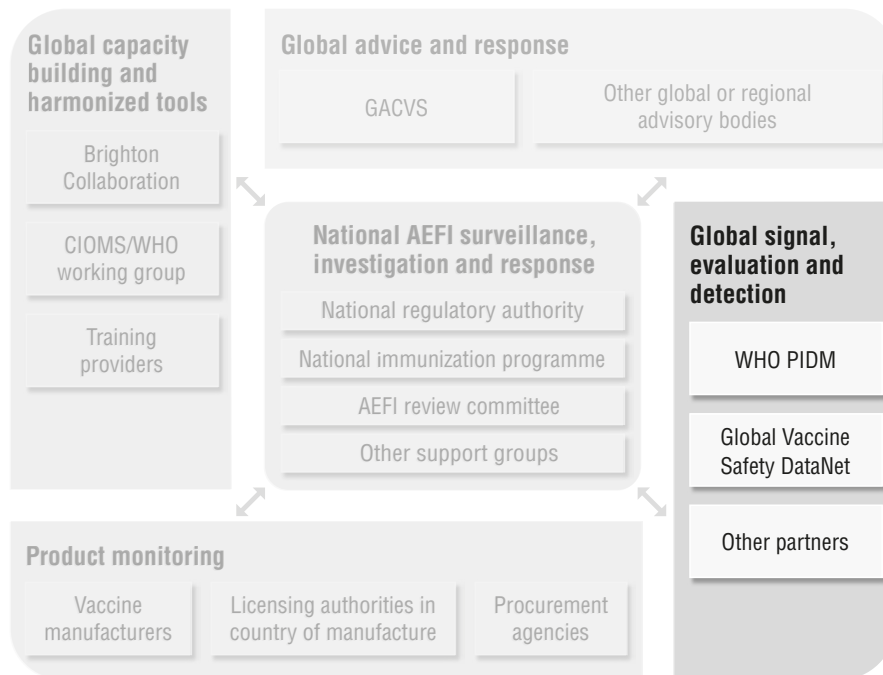 Global capacity
building and
harmonized tools
Brighton
Collaboration
CIOMS/WHO
working group
Training
providers
Global advice and response
GACVS
Other global or regional
advisory bodies
National AEFI surveillance,
investigation and response
National regulatory authority
National immunization programme
AEFI review committee
Other support groups
Global signal,
evaluation and
detection
WHO PIDM
Global Vaccine
Safety DataNet
Other partners
Product monitoring
Vaccine
manufacturers
Licensing authorities in
country of manufacture
Procurement
agencies